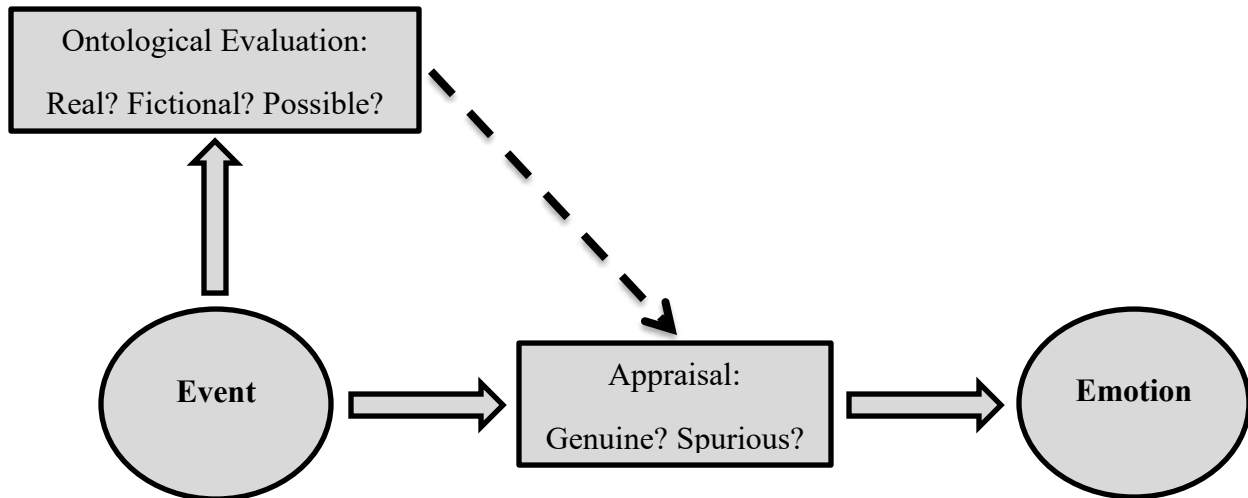 Ontological Evaluation:
Real? Fictional? Possible?
Event
Appraisal:
Genuine? Spurious?
Emotion